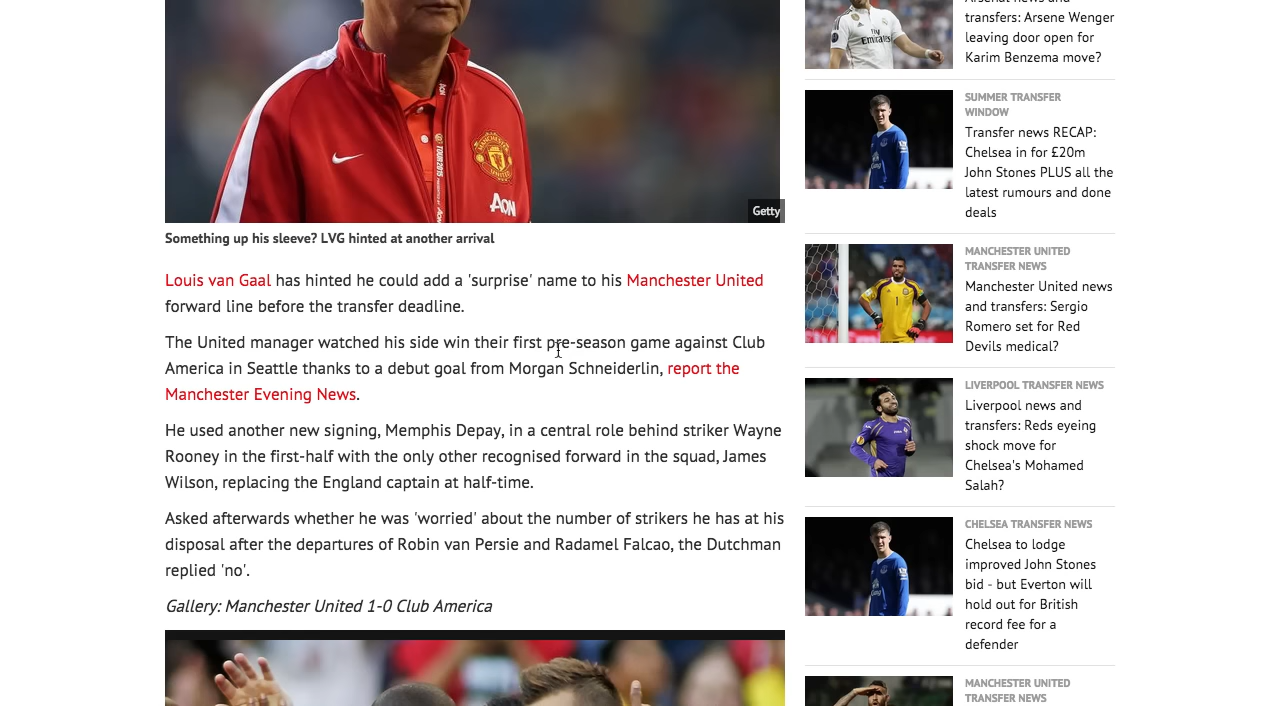 Getty
Something up his sleeve? LVG hinted at another arrival
Louis van Gaal has hinted he could add a 'surprise' name to his Manchester United
forward line before the transfer deadline.
The United manager watched his side win their first pre-season game against Club
America in Seattle thanks to a debut goal from Morgan Schneiderlin, report the
Manchester Evening News.
He used another new signing, Memphis Depay, in a central role behind striker Wayne
Rooney in the first-half with the only other recognised forward in the squad, James
Wilson, replacing the England captain at half-time.
Asked afterwards whether he was 'worried' about the number of strikers he has at his
disposal after the departures of Robin van Persie and Radamel Falcao, the Dutchman
replied 'no'.
Gallery: Manchester United 1-0 Club America
Arsenal news and
transfers: Arsene Wenger
leaving door open for
Karim Benzema move?
SUMMER TRANSFER
WINDOW
Transfer news RECAP:
Chelsea in for £20m
John Stones PLUS all the
latest rumours and done
deals
MANCHESTER UNITED
TRANSFER NEWS
Manchester United news
and transfers: Sergio
Romero set for Red
Devils medical?
LIVERPOOL TRANSFER NEWS
Liverpool news and
transfers: Reds eyeing
shock move for
Chelsea's Mohamed
Salah?
CHELSEA TRANSFER NEWS
Chelsea to lodge
improved John Stones
bid - but Everton will
hold out for British
record fee for a
defender
MANCHESTER UNITED
TRANSFER NEWS
MANCHESTER
UNITED
AON
TOUR2015
Fly
Emirates
1